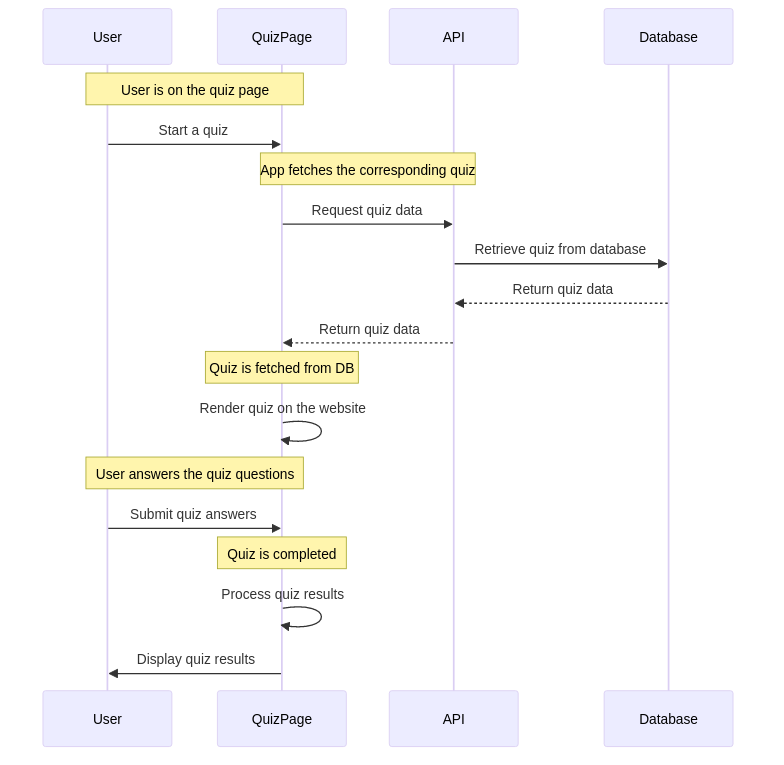 User
QuizPage
API
Database
User is on the quiz page
Start a quiz
App fetches the corresponding quiz
Request quiz data
Retrieve quiz from database
Return quiz data
Return quiz data
Quiz is fetched from DB
Render quiz on the website
User answers the quiz questions
Submit quiz answers
Quiz is completed
Process quiz results
Display quiz results
User
QuizPage
API
Database